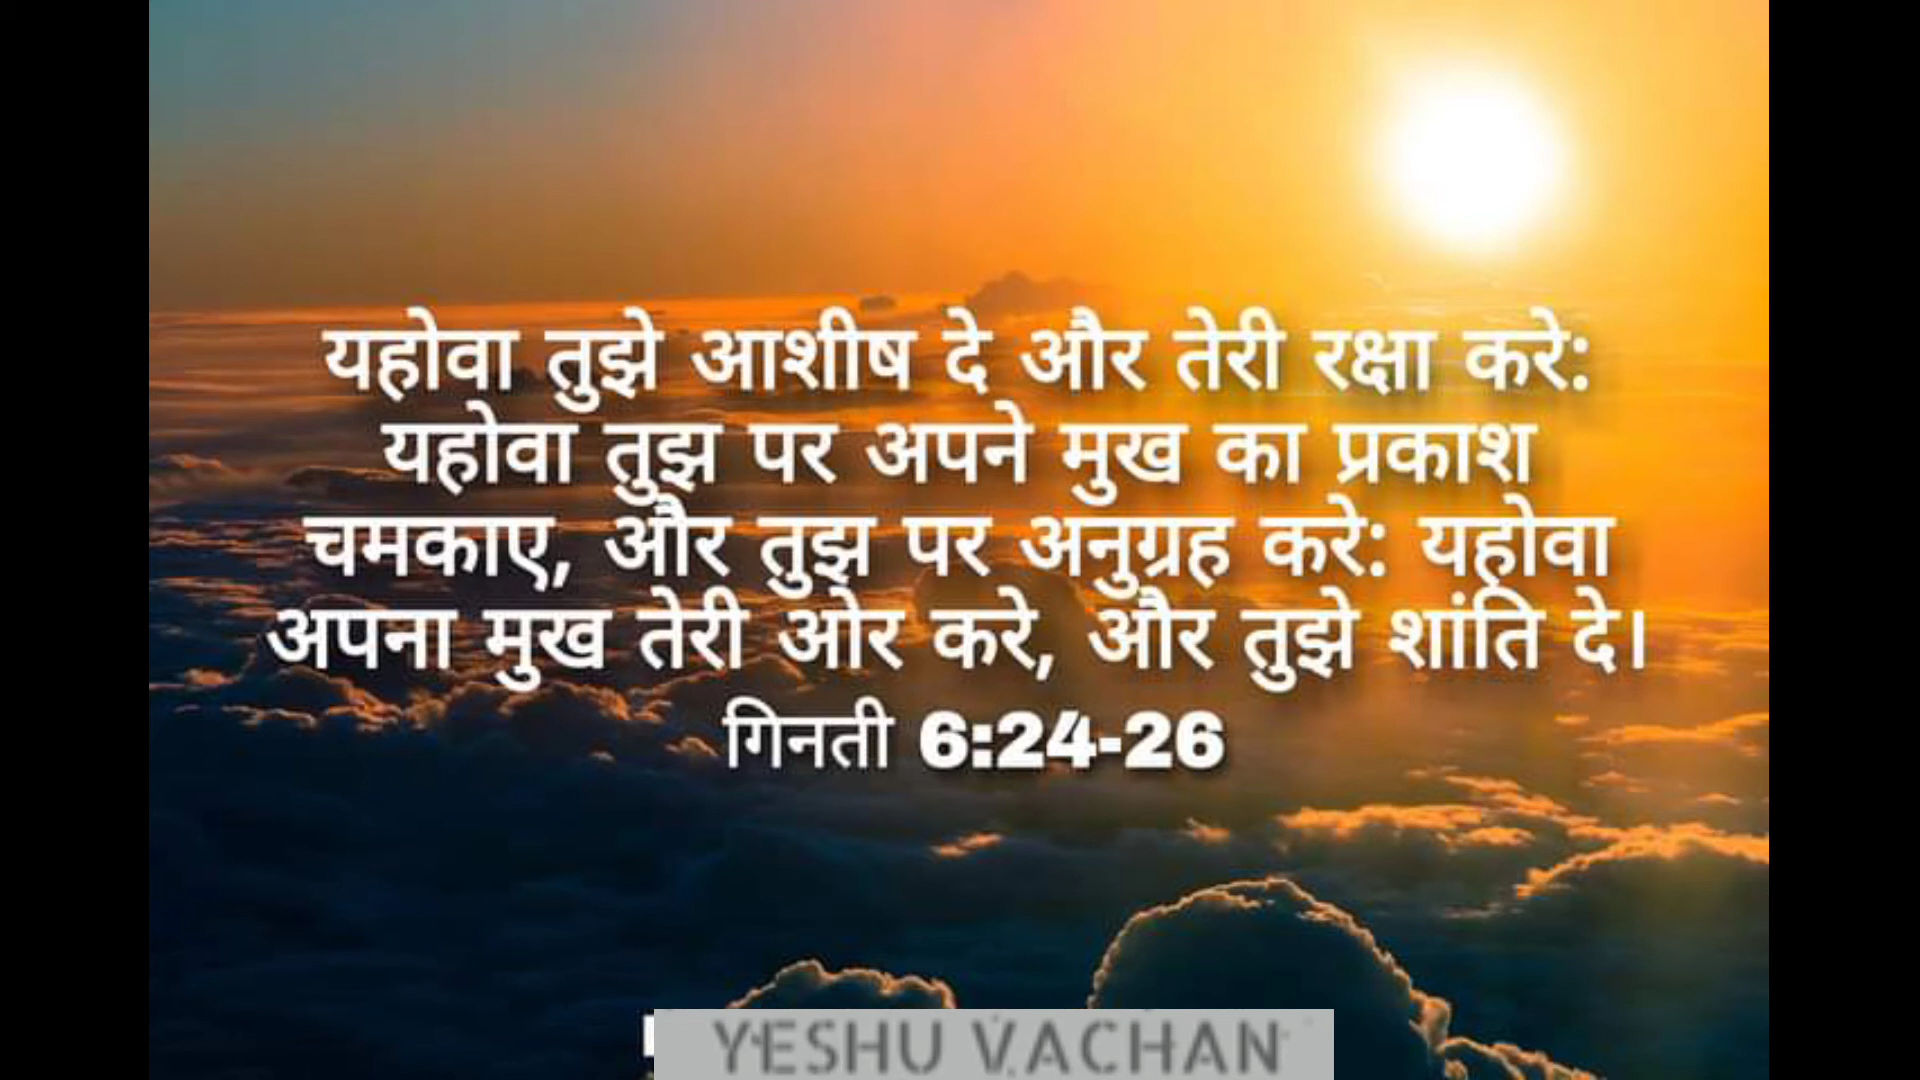 यहोवा तुझे आशीष दे और तेरी रक्षा करे:
यहोवा तुझ पर अपने मुख का प्रकाश
चमकाए, और तुझ पर अनुग्रह करे: यहोवा
अपना मुख तेरी ओर करे, और तुझे शांति दे।
गिनती 6:24-26
YESHU VACHAN